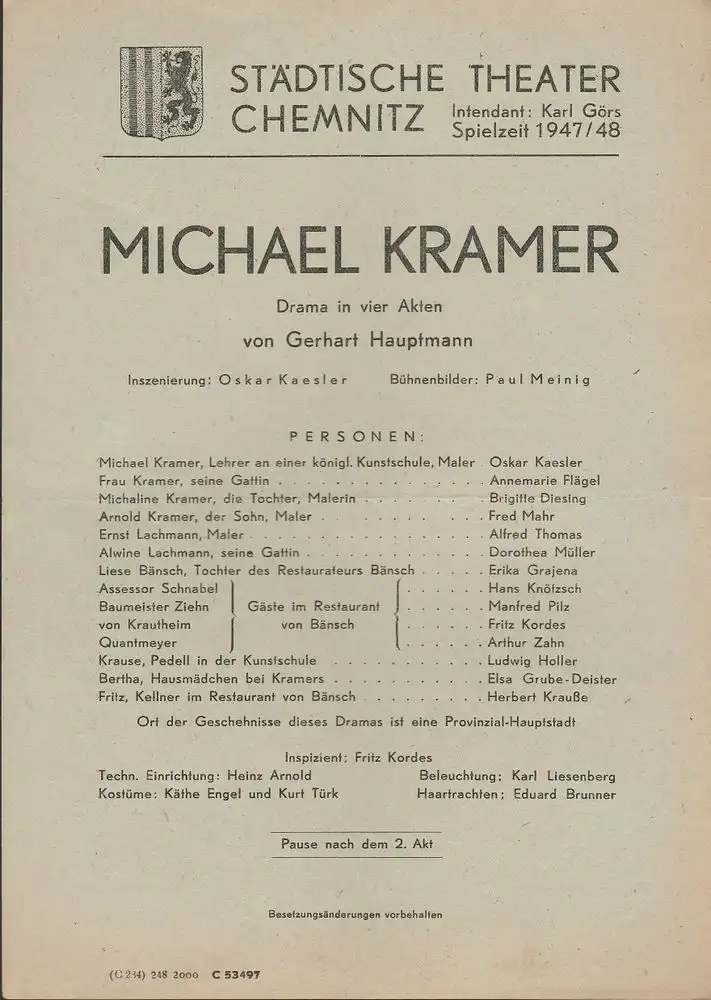 STÄDTISCHE THEATER
CHEMNITZ Intendant: Karl Görs
Spielzeit 1947/48
MICHAEL KRAMER
Drama in vier Akten
von Gerhart Hauptmann
Inszenierung: Oskar Kaesler Bühnenbilder: Paul Meinig
PERSONEN:
Michael Kramer, Lehrer an einer königl. Kunstschule, Maler Oskar Kaesler
Frau Kramer, seine Gattin . . . . . . . . . . . . . . Annemarie Flägel
Michaline Kramer, die Tochter, Malerin . . . . . . . . . Brigitte Diesing
Arnold Kramer, der Sohn, Maler . . . . . . . . . . . Fred Mahr
Ernst Lachmann, Maler . . . . . . . . . . . . . . . . Alfred Thomas
Alwine Lachmann, seine Gattin . . . . . . . . . . . . Dorothea Müller
Liese Bänsch, Tochter des Restaurateurs Bänsch . . . . . Erika Grajena
Assessor Schnabel . . . . . . Hans Knötzsch
Baumeister Ziehn Gäste im Restaurant . . . . . . Manfred Pilz
von Krautheim von Bänsch . . . . . . Fritz Kordes
Quantmeyer . . . . . . Arthur Zahn
Krause, Pedell in der Kunstschule . . . . . . . . . . . Ludwig Holler
Bertha, Hausmädchen bei Kramers . . . . . . . . . . . Elsa Grube-Deister
Fritz, Kellner im Restaurant von Bänsch . . . . . . . . . Herbert Krauße
Ort der Geschehnisse dieses Dramas ist eine Provinzial-Hauptstadt
Inspizient: Fritz Kordes
Techn. Einrichtung: Heinz Arnold Beleuchtung: Karl Liesenberg
Kostüme: Käthe Engel und Kurt Türk Haartrachten: Eduard Brunner
Pause nach dem 2. Akt
Besetzungsänderungen vorbehalten
(C 234) 248 2000 C 53497